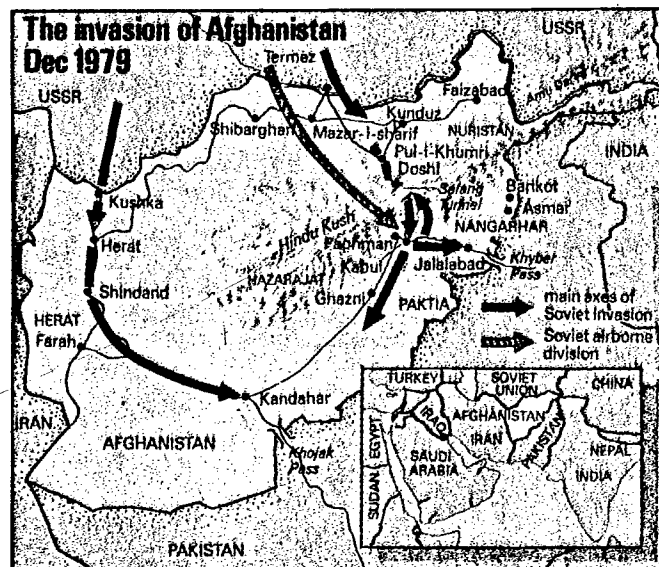 The invasion of Afghanistan
Dec 1979
USSR
USSR
Termez
Faizabad
Amu Darya
Kunduz
Shibarghan
Mazar-i-sharif
NURISTAN
INDIA
Pul-i-Khumri
Doshi
Salang
Tunnel
Barikot
Asmar
Kushka
NANGARHAR
Herat
Hindu Kush
Paghman
Khyber
Pass
Kabul
Jalalabad
HAZARAJAT
Shindand
Ghazni
PAKTIA
main axes of
Soviet Invasion
HERAT
Farah
Soviet airborne
division
Kandahar
IRAN
AFGHANISTAN
Khojak
Pass
PAKISTAN
TURKEY
SOVIET
UNION
CHINA
IRAQ
AFGHANISTAN
IRAN
PAKISTAN
NEPAL
EGYPT
SAUDI
ARABIA
INDIA
SUDAN